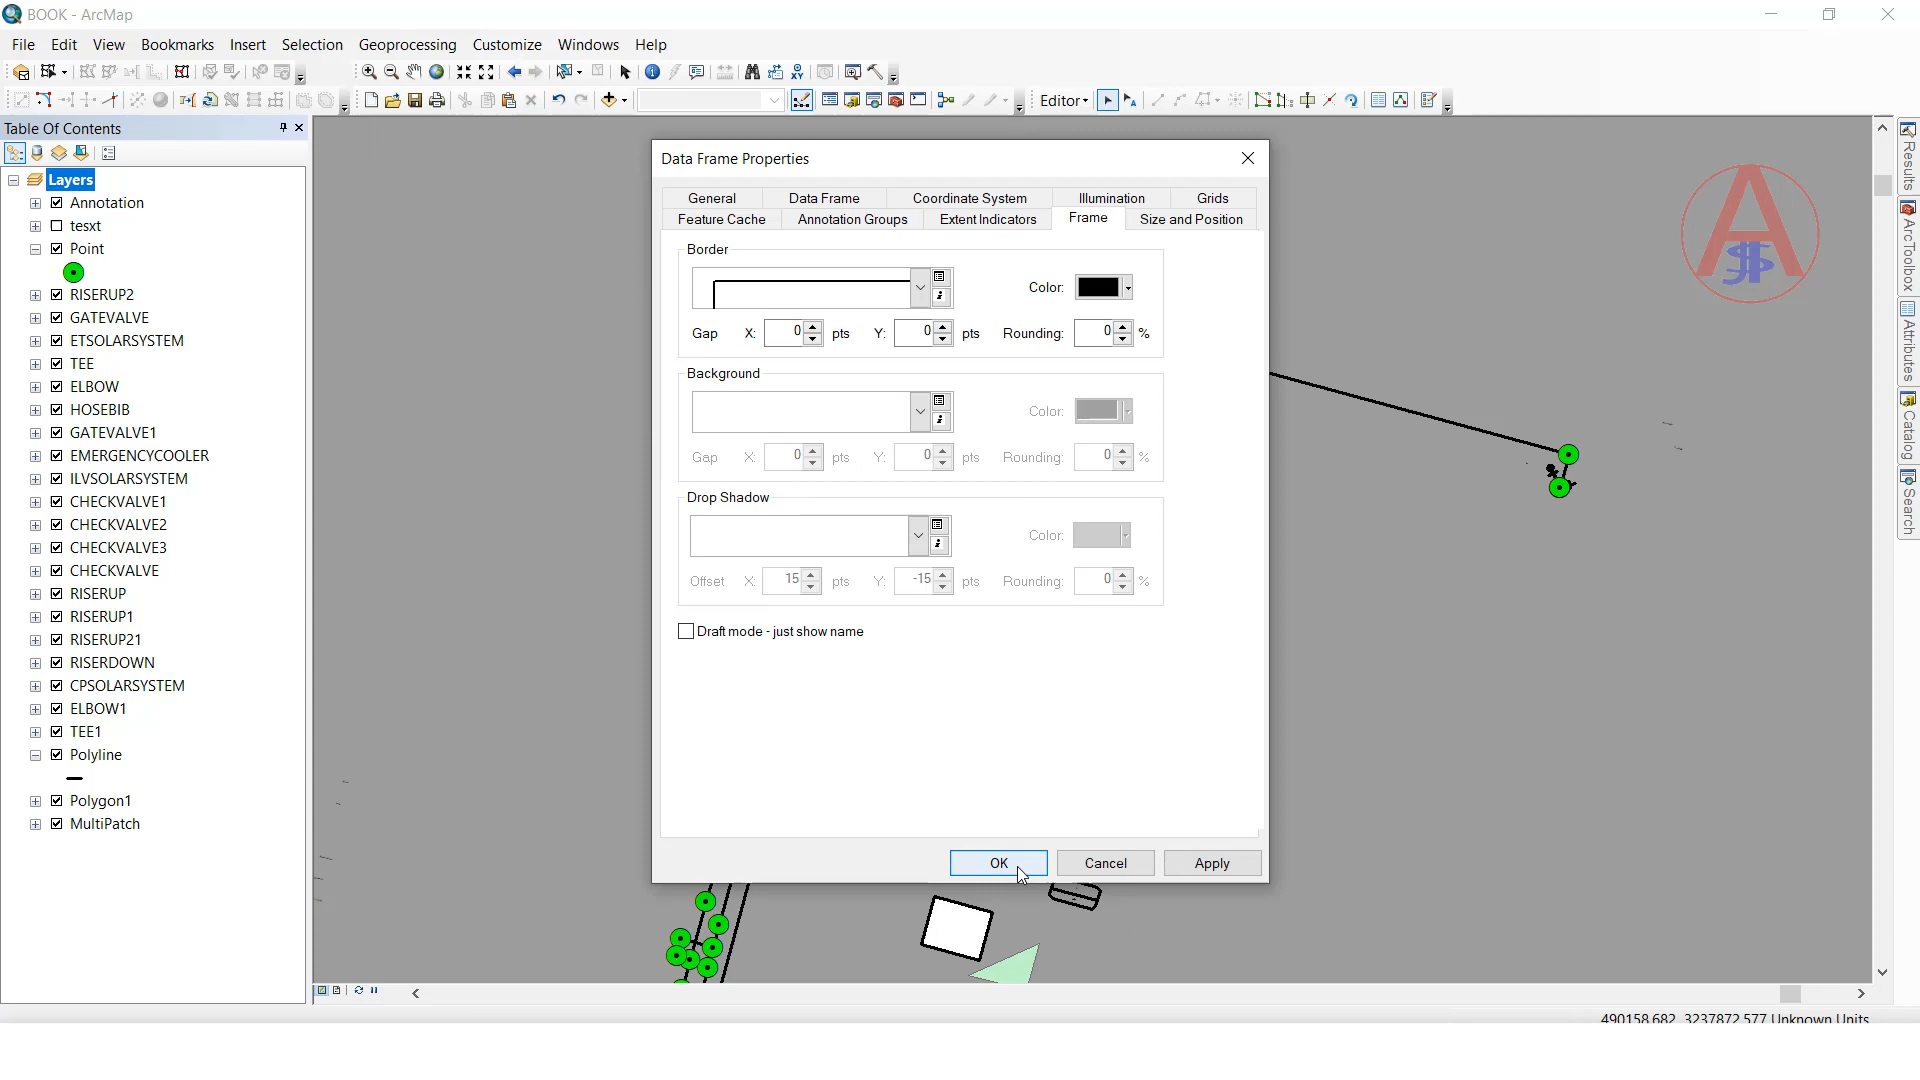 BOOK - ArcMap
File Edit View Bookmarks Insert Selection Geoprocessing Customize Windows Help
Editor
Table Of Contents
Layers
Annotation
tesxt
Point
RISERUP2
GATEVALVE
ETSOLARSYSTEM
TEE
ELBOW
HOSEBIB
GATEVALVE1
EMERGENCYCOOLER
ILVSOLARSYSTEM
CHECKVALVE1
CHECKVALVE2
CHECKVALVE3
CHECKVALVE
RISERUP
RISERUP1
RISERUP21
RISERDOWN
CPSOLARSYSTEM
ELBOW1
TEE1
Polyline
Polygon1
MultiPatch
Data Frame Properties
General Data Frame Coordinate System Illumination Grids
Feature Cache Annotation Groups Extent Indicators Frame Size and Position
Border
Color:
Gap X: 0 pts Y: 0 pts Rounding: 0 %
Background
Color:
Gap X: 0 pts Y: 0 pts Rounding: 0 %
Drop Shadow
Color:
Offset X: 15 pts Y: -15 pts Rounding: 0 %
Draft mode - just show name
OK Cancel Apply
Results
ArcToolbox
Attributes
Catalog
Search
490158.682 3237872.577 Unknown Units